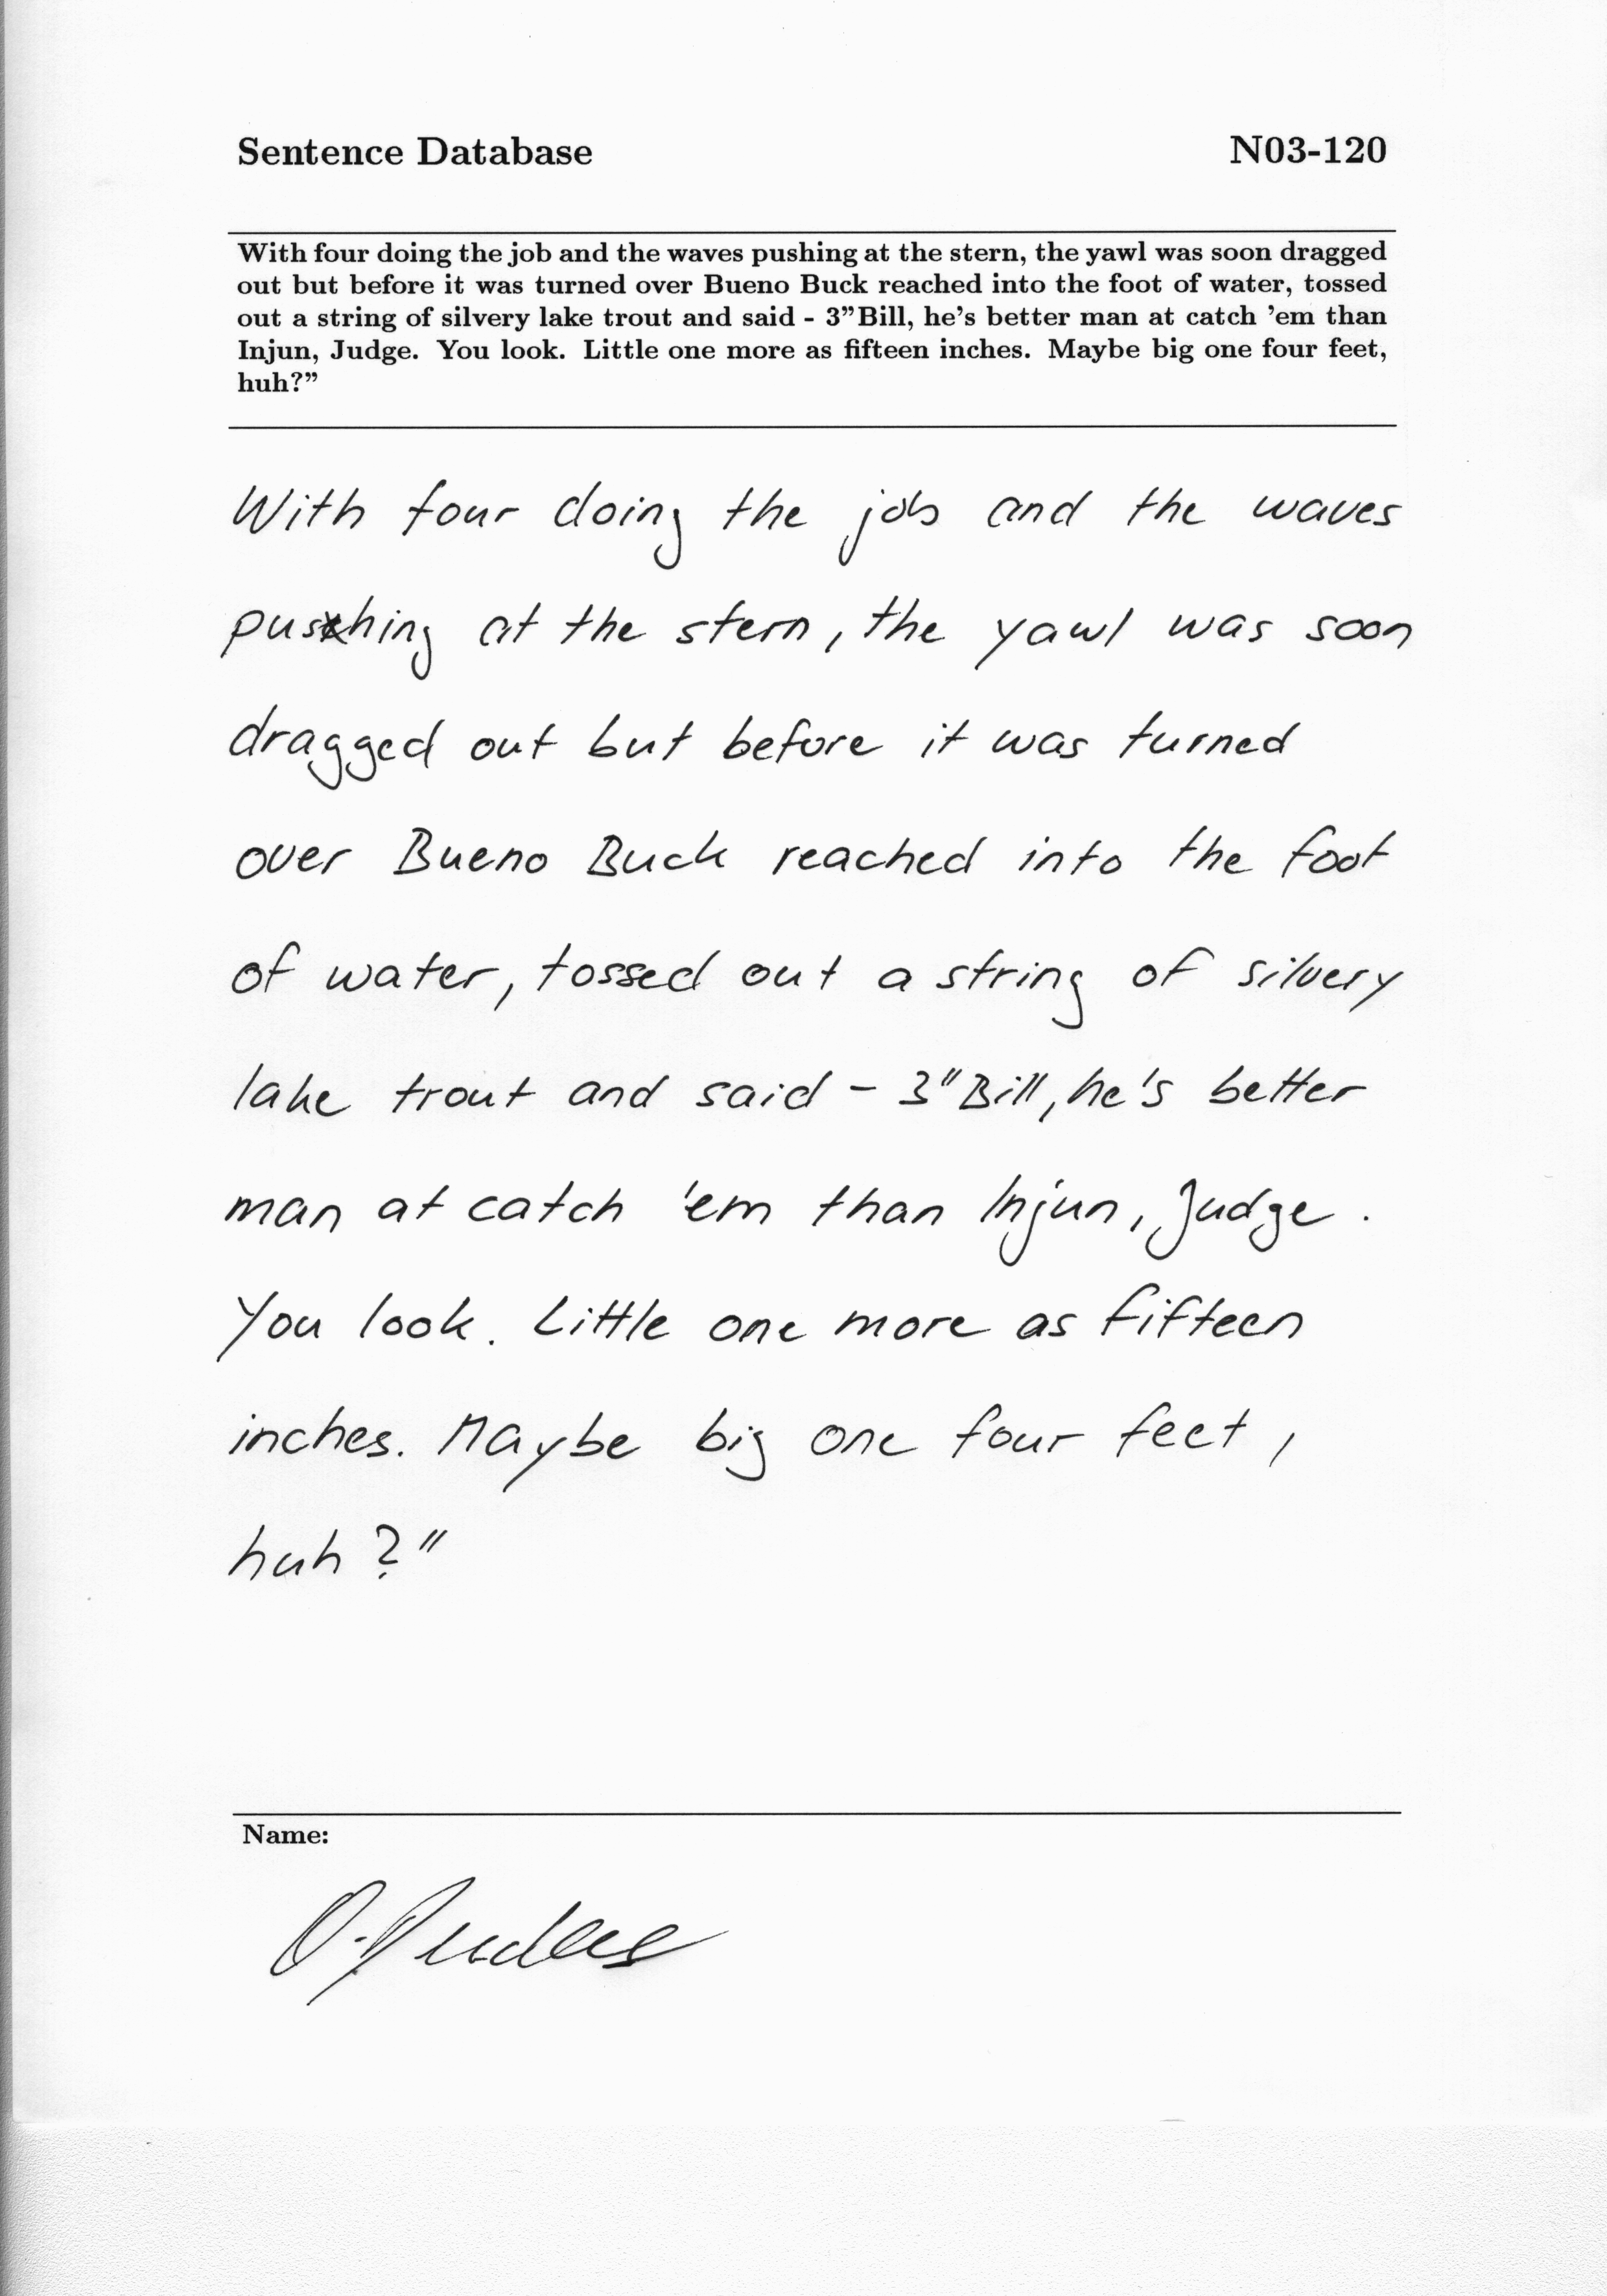 Sentence Database N03-120
With four doing the job and the waves pushing at the stern, the yawl was soon dragged
out but before it was turned over Bueno Buck reached into the foot of water, tossed
out a string of silvery lake trout and said - 3”Bill, he’s better man at catch ’em than
Injun, Judge. You look. Little one more as fifteen inches. Maybe big one four feet,
huh?”
With four doing the job and the waves
pushing at the stern, the yawl was soon
dragged out but before it was turned
over Bueno Buck reached into the foot
of water, tossed out a string of silvery
lake trout and said - 3"Bill, he's better
man at catch 'em than Injun, Judge.
You look. Little one more as fifteen
inches. Maybe big one four feet,
huh?"
Name: